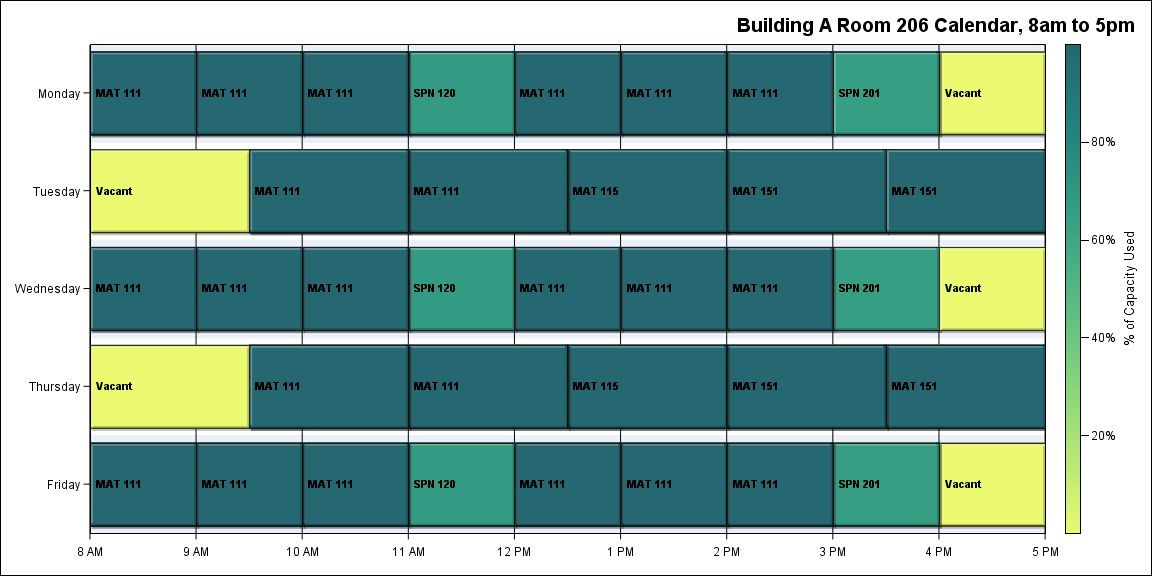 Building A Room 206 Calendar, 8am to 5pm
Monday
MAT 111
MAT 111
MAT 111
SPN 120
MAT 111
MAT 111
MAT 111
SPN 201
Vacant
Tuesday
Vacant
MAT 111
MAT 111
MAT 115
MAT 151
MAT 151
Wednesday
MAT 111
MAT 111
MAT 111
SPN 120
MAT 111
MAT 111
MAT 111
SPN 201
Vacant
Thursday
Vacant
MAT 111
MAT 111
MAT 115
MAT 151
MAT 151
Friday
MAT 111
MAT 111
MAT 111
SPN 120
MAT 111
MAT 111
MAT 111
SPN 201
Vacant
8 AM
9 AM
10 AM
11 AM
12 PM
1 PM
2 PM
3 PM
4 PM
5 PM
80%
60%
40%
20%
% of Capacity Used